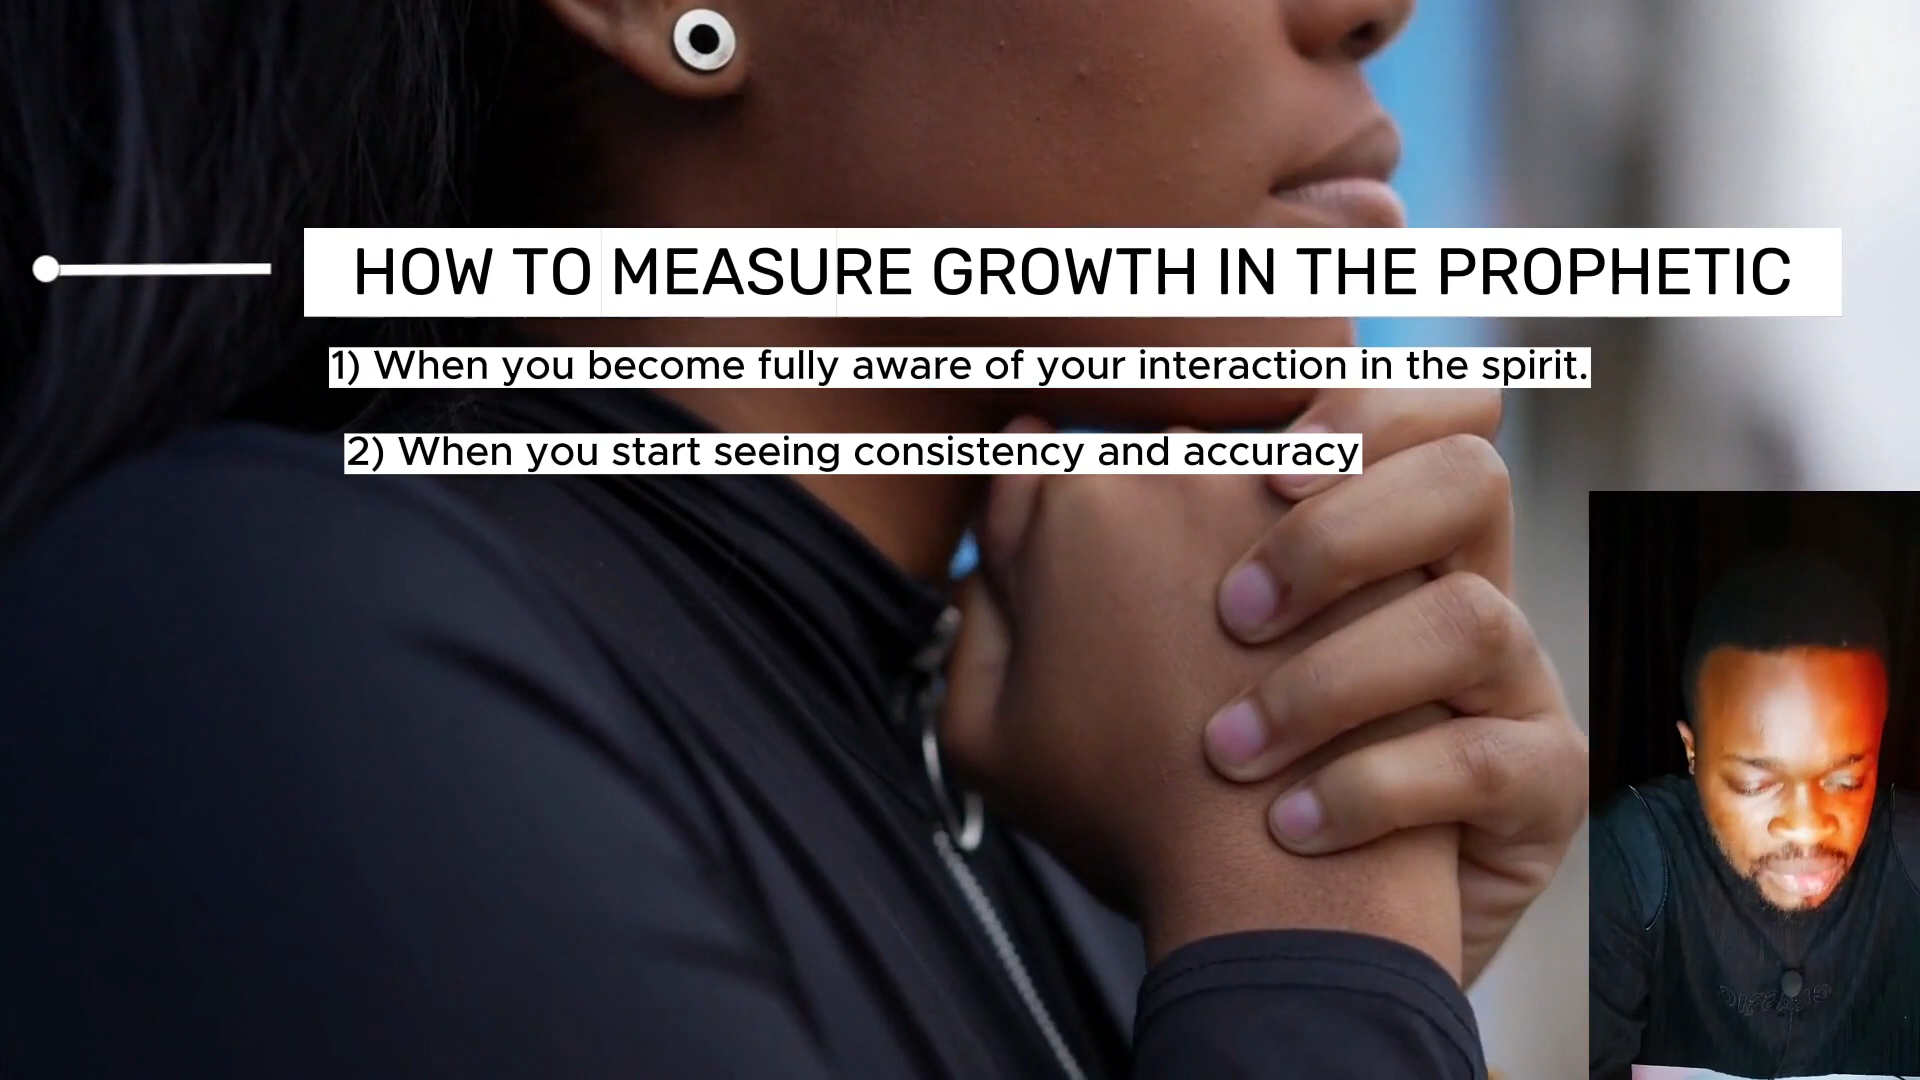 HOW TO MEASURE GROWTH IN THE PROPHETIC
1) When you become fully aware of your interaction in the spirit.
2) When you start seeing consistency and accuracy